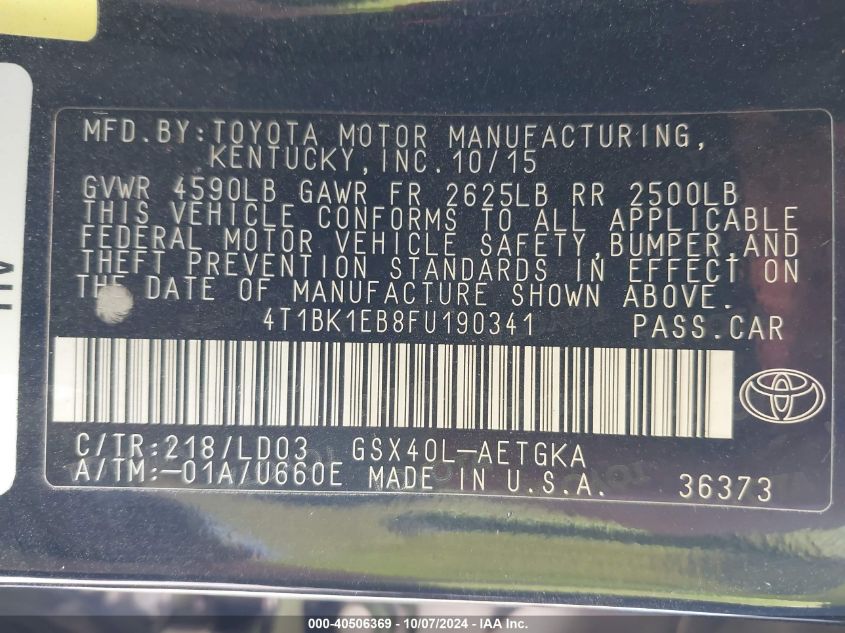 MFD.BY:TOYOTA MOTOR MANUFACTURING,
KENTUCKY,INC.10/15
GVWR 4590LB GAWR FR 2625LB RR 2500LB
THIS VEHICLE CONFORMS TO ALL APPLICABLE
FEDERAL MOTOR VEHICLE SAFETY,BUMPER,AND
THEFT PREVENTION STANDARDS IN EFFECT ON
THE DATE OF MANUFACTURE SHOWN ABOVE.
4T1BK1EB8FU190341 PASS.CAR
C/TR:218/LD03 GSX40L-AETGKA
A/TM:-01A/U660E MADE IN U.S.A. 36373
000-40506369 - 10/07/2024 - IAA Inc.